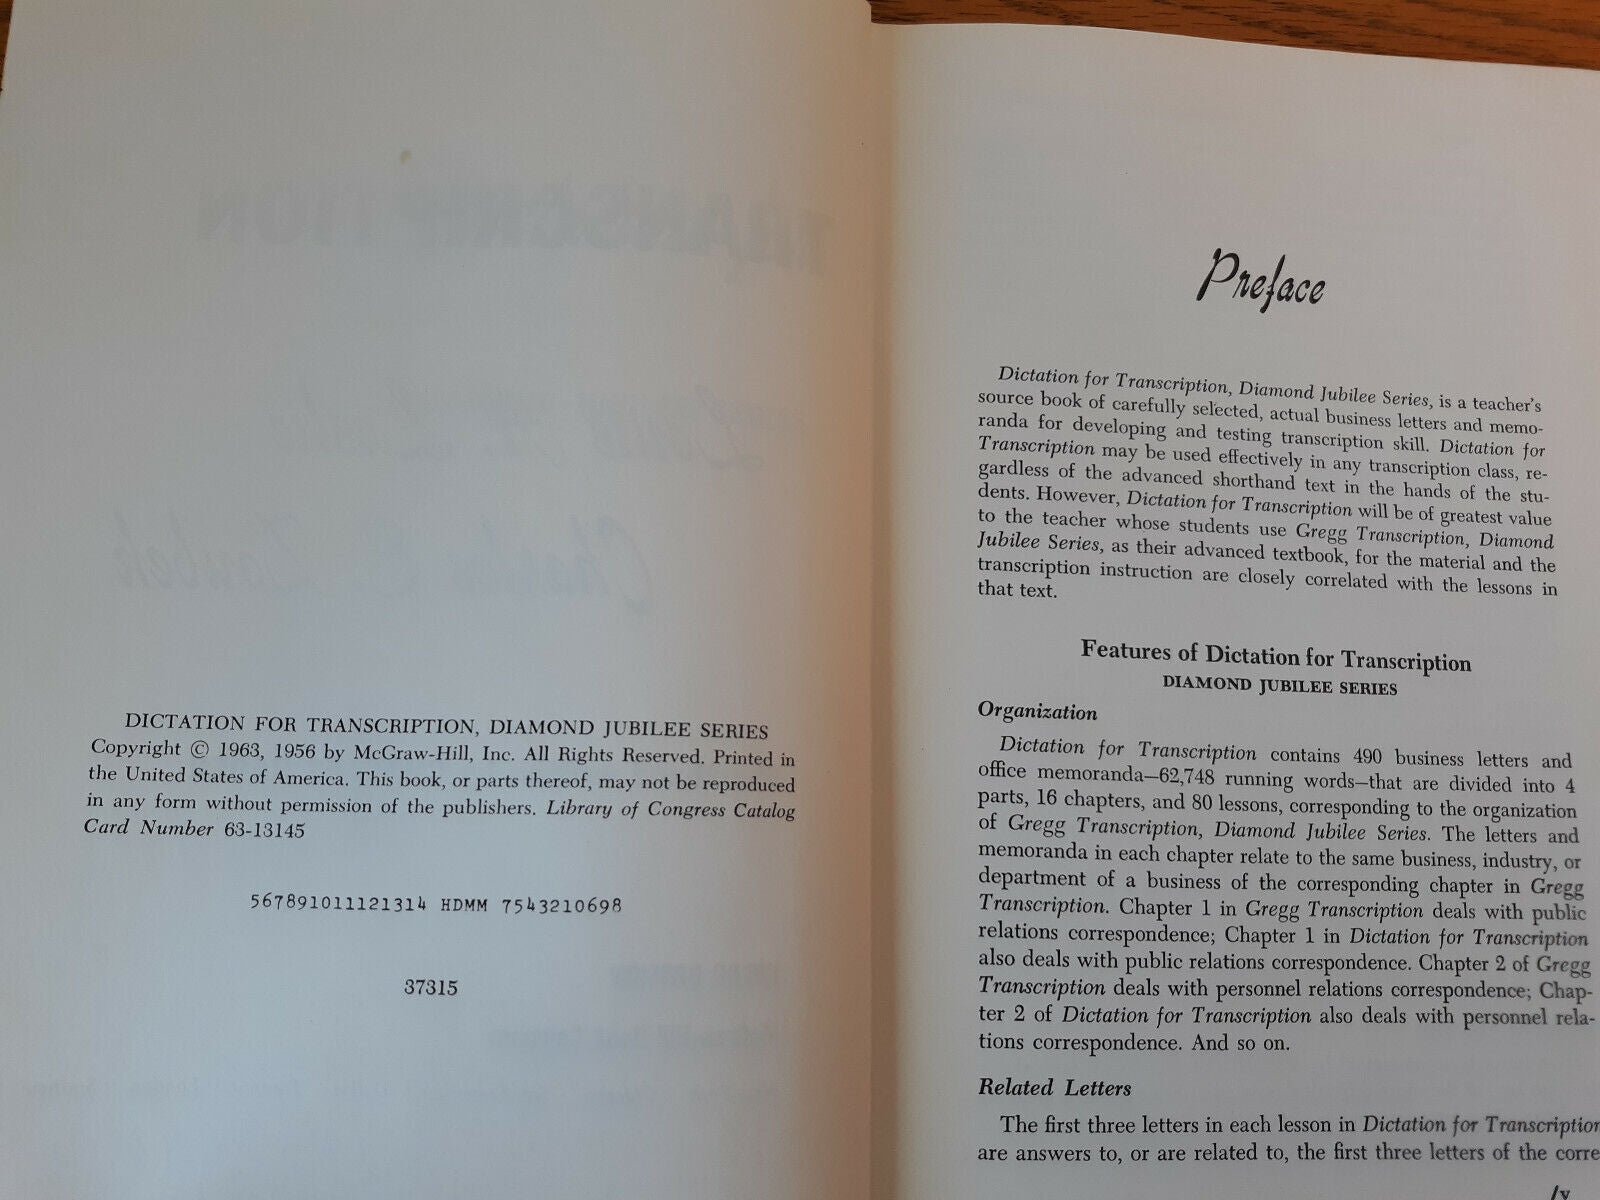 DICTATION FOR TRANSCRIPTION, DIAMOND JUBILEE SERIES
Copyright © 1963, 1956 by McGraw-Hill, Inc. All Rights Reserved. Printed in
the United States of America. This book, or parts thereof, may not be reproduced
in any form without permission of the publishers. Library of Congress Catalog
Card Number 63-13145
567891011121314 HDMM 7543210698
37315
Preface
Dictation for Transcription, Diamond Jubilee Series, is a teacher's
source book of carefully selected, actual business letters and memo-
randa for developing and testing transcription skill. Dictation for
Transcription may be used effectively in any transcription class, re-
gardless of the advanced shorthand text in the hands of the stu-
dents. However, Dictation for Transcription will be of greatest value
to the teacher whose students use Gregg Transcription, Diamond
Jubilee Series, as their advanced textbook, for the material and the
transcription instruction are closely correlated with the lessons in
that text.
Features of Dictation for Transcription
DIAMOND JUBILEE SERIES
Organization
Dictation for Transcription contains 490 business letters and
office memoranda—62,748 running words—that are divided into 4
parts, 16 chapters, and 80 lessons, corresponding to the organization
of Gregg Transcription, Diamond Jubilee Series. The letters and
memoranda in each chapter relate to the same business, industry, or
department of a business of the corresponding chapter in Gregg
Transcription. Chapter 1 in Gregg Transcription deals with public
relations correspondence; Chapter 1 in Dictation for Transcription
also deals with public relations correspondence. Chapter 2 of Gregg
Transcription deals with personnel relations correspondence; Chap-
ter 2 of Dictation for Transcription also deals with personnel rela-
tions correspondence. And so on.
Related Letters
The first three letters in each lesson in Dictation for Transcription
are answers to, or are related to, the first three letters of the corre